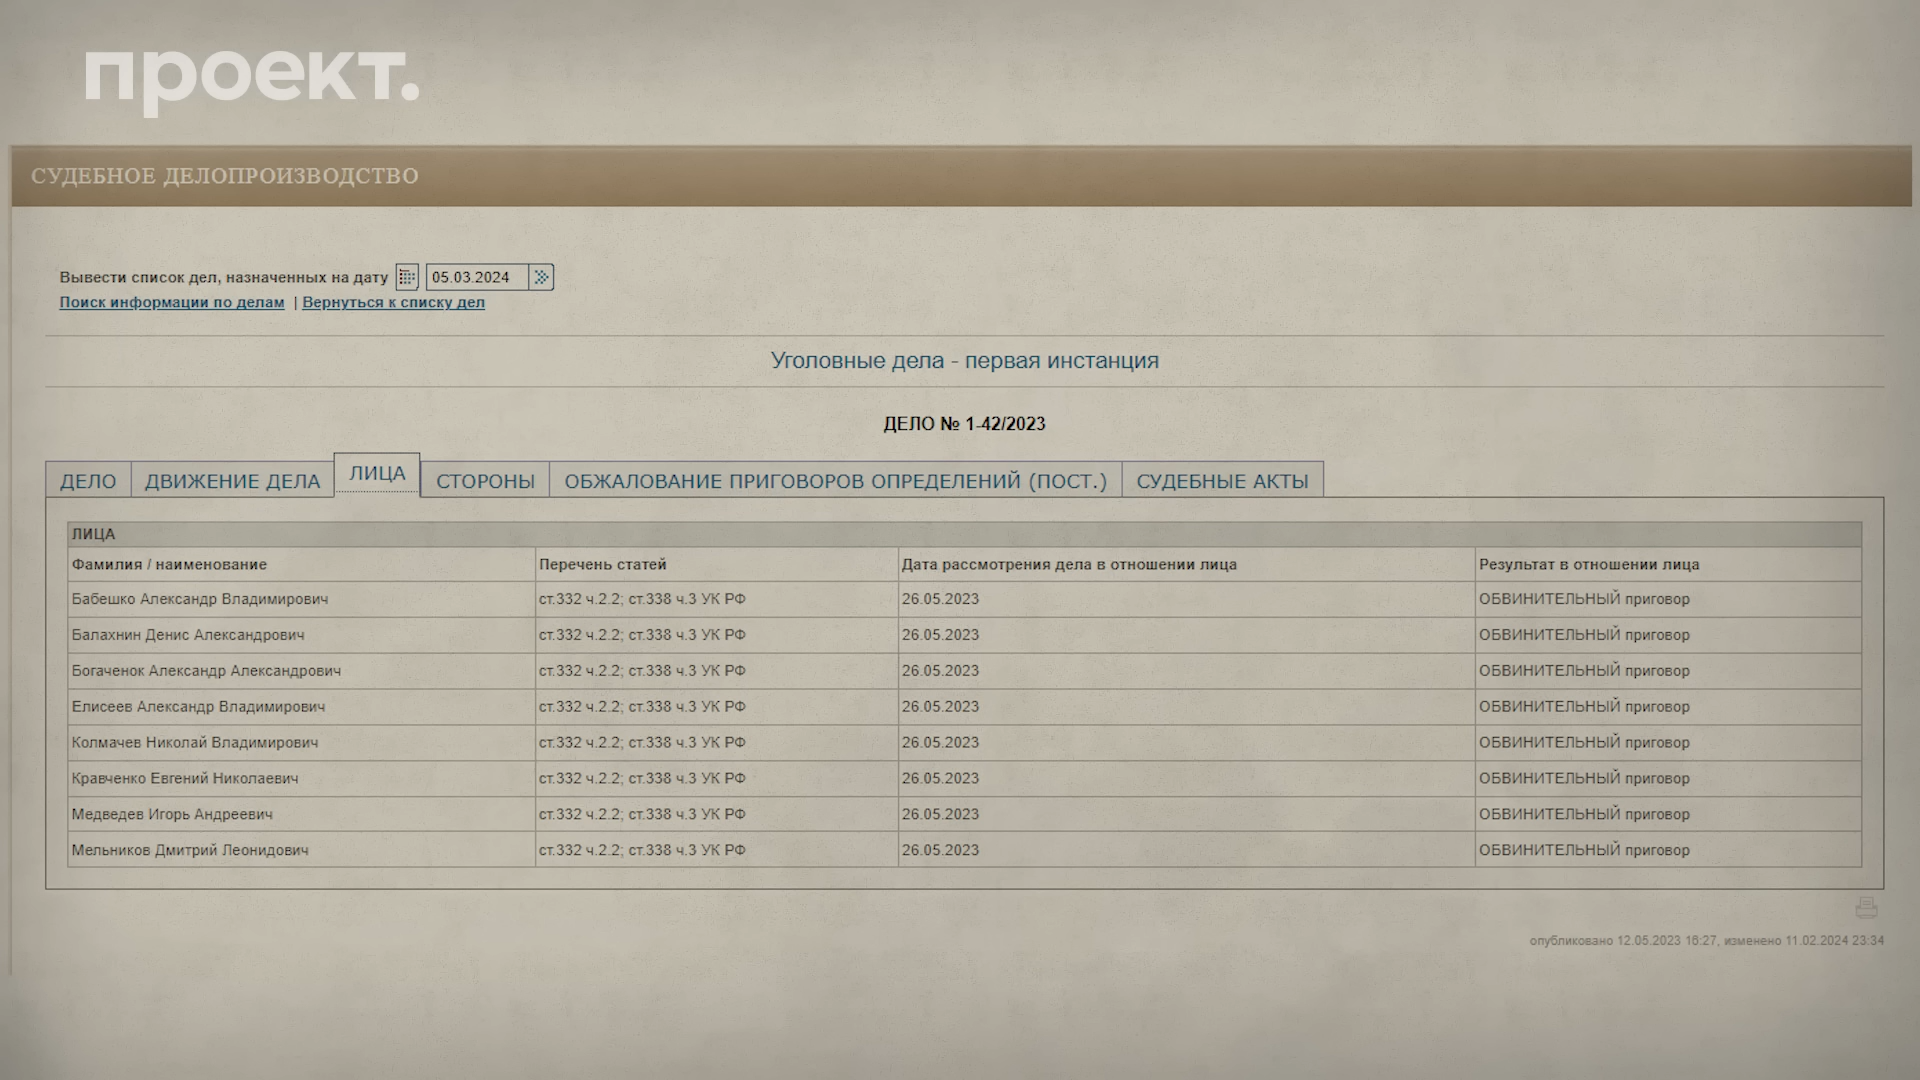 проект.
СУДЕБНОЕ ДЕЛОПРОИЗВОДСТВО
Вывести список дел, назначенных на дату 05.03.2024
Поиск информации по делам | Вернуться к списку дел
Уголовные дела - первая инстанция
ДЕЛО № 1-42/2023
ДЕЛО ДВИЖЕНИЕ ДЕЛА ЛИЦА СТОРОНЫ ОБЖАЛОВАНИЕ ПРИГОВОРОВ ОПРЕДЕЛЕНИЙ (ПОСТ.) СУДЕБНЫЕ АКТЫ
ЛИЦА
Фамилия / наименование Перечень статей Дата рассмотрения дела в отношении лица Результат в отношении лица
Бабешко Александр Владимирович ст.332 ч.2.2; ст.338 ч.3 УК РФ 26.05.2023 ОБВИНИТЕЛЬНЫЙ приговор
Балахнин Денис Александрович ст.332 ч.2.2; ст.338 ч.3 УК РФ 26.05.2023 ОБВИНИТЕЛЬНЫЙ приговор
Богаченок Александр Александрович ст.332 ч.2.2; ст.338 ч.3 УК РФ 26.05.2023 ОБВИНИТЕЛЬНЫЙ приговор
Елисеев Александр Владимирович ст.332 ч.2.2; ст.338 ч.3 УК РФ 26.05.2023 ОБВИНИТЕЛЬНЫЙ приговор
Колмачев Николай Владимирович ст.332 ч.2.2; ст.338 ч.3 УК РФ 26.05.2023 ОБВИНИТЕЛЬНЫЙ приговор
Кравченко Евгений Николаевич ст.332 ч.2.2; ст.338 ч.3 УК РФ 26.05.2023 ОБВИНИТЕЛЬНЫЙ приговор
Медведев Игорь Андреевич ст.332 ч.2.2; ст.338 ч.3 УК РФ 26.05.2023 ОБВИНИТЕЛЬНЫЙ приговор
Мельников Дмитрий Леонидович ст.332 ч.2.2; ст.338 ч.3 УК РФ 26.05.2023 ОБВИНИТЕЛЬНЫЙ приговор
опубликовано 12.05.2023 16:27, изменено 11.02.2024 23:34